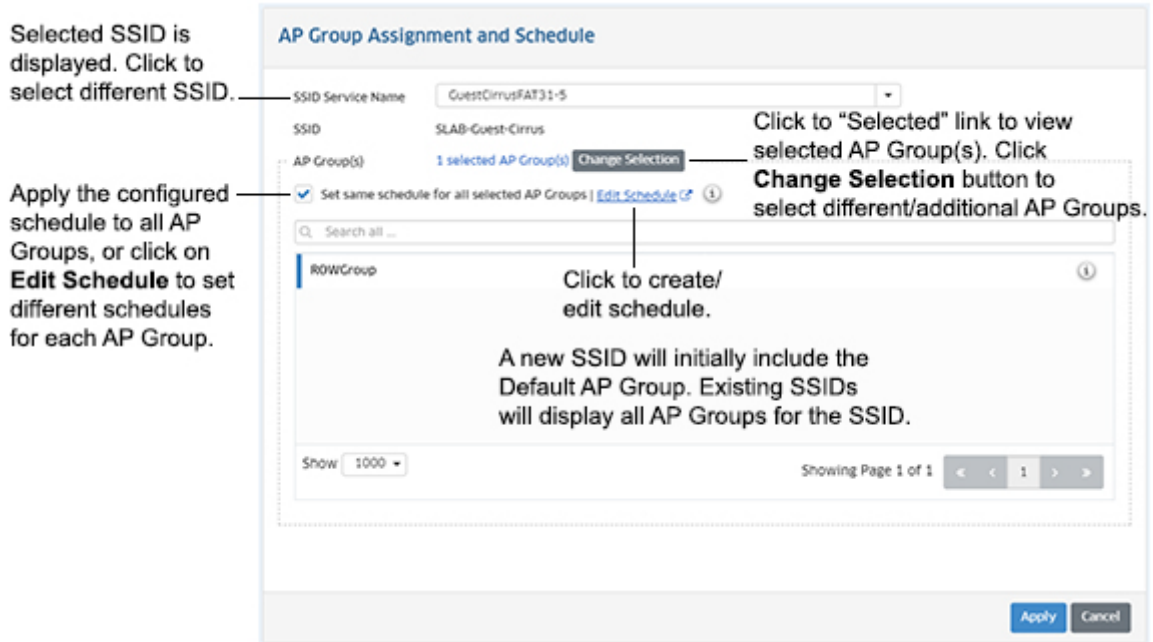 Selected SSID is
displayed. Click to
select different SSID.
Apply the configured
schedule to all AP
Groups, or click on
Edit Schedule to set
different schedules
for each AP Group.
AP Group Assignment and Schedule
SSID Service Name GuestCirrusFAT31-5
SSID SLAB-Guest-Cirrus
AP Group(s) 1 selected AP Group(s) Change Selection
Click to “Selected” link to view
selected AP Group(s). Click
Change Selection button to
select different/additional AP Groups.
Set same schedule for all selected AP Groups | Edit Schedule
Search all ...
ROWGroup
Click to create/
edit schedule.
A new SSID will initially include the
Default AP Group. Existing SSIDs
will display all AP Groups for the SSID.
Show 1000
Showing Page 1 of 1 « < 1 > »
Apply Cancel